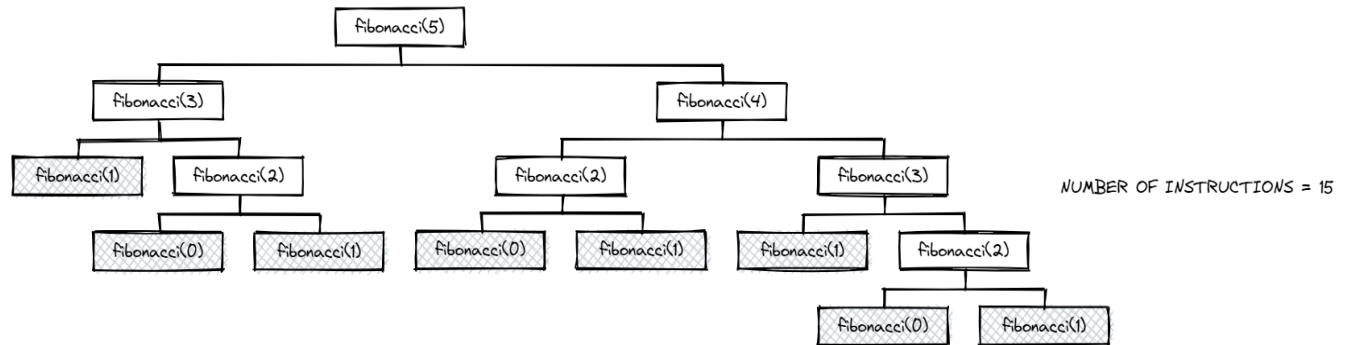 fibonacci(5)
fibonacci(3)
fibonacci(4)
fibonacci(1)
fibonacci(2)
fibonacci(2)
fibonacci(3)
NUMBER OF INSTRUCTIONS = 15
fibonacci(0)
fibonacci(1)
fibonacci(0)
fibonacci(1)
fibonacci(1)
fibonacci(2)
fibonacci(0)
fibonacci(1)